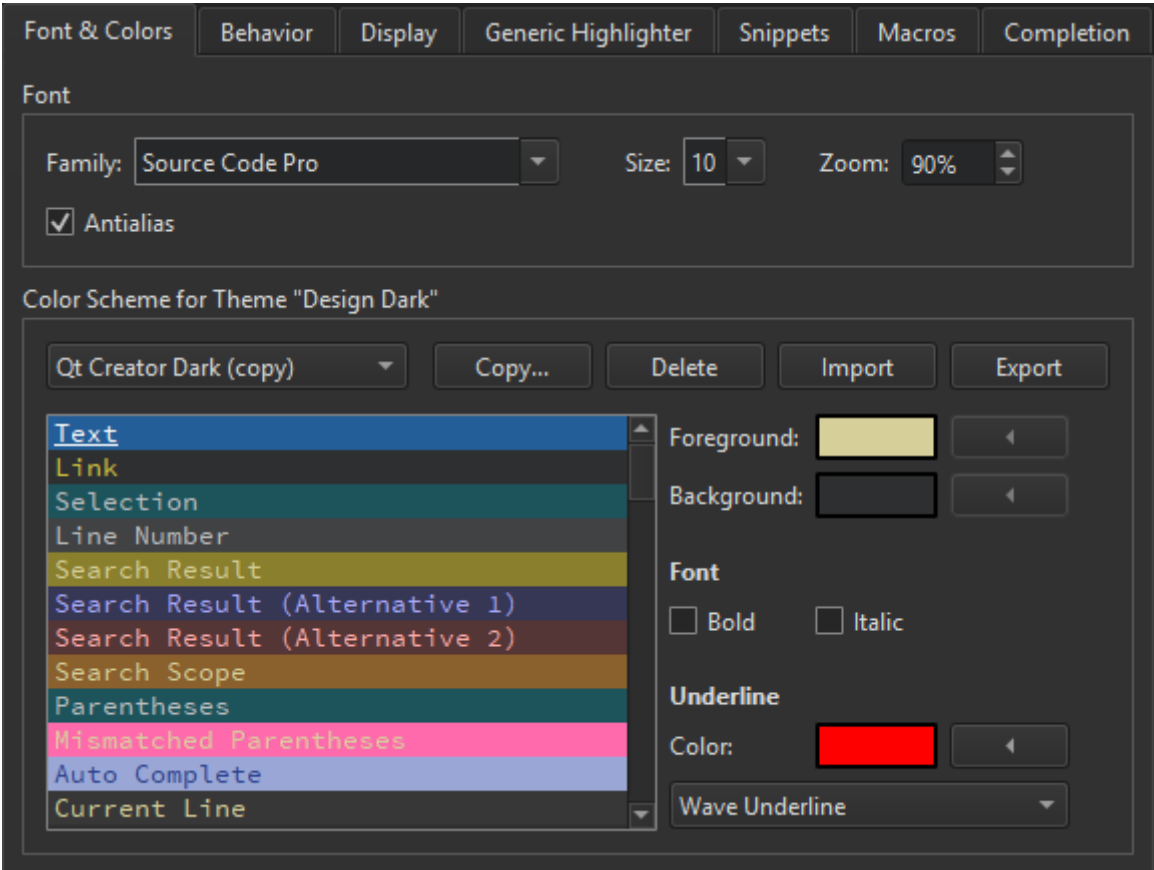 Font & Colors Behavior Display Generic Highlighter Snippets Macros Completion
Font
Family: Source Code Pro Size: 10 Zoom: 90%
Antialias
Color Scheme for Theme "Design Dark"
Qt Creator Dark (copy) Copy... Delete Import Export
Text
Link
Selection
Line Number
Search Result
Search Result (Alternative 1)
Search Result (Alternative 2)
Search Scope
Parentheses
Mismatched Parentheses
Auto Complete
Current Line
Foreground:
Background:
Font
Bold Italic
Underline
Color:
Wave Underline